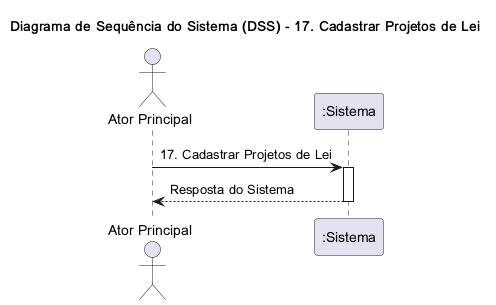 Diagrama de Sequência do Sistema (DSS) - 17. Cadastrar Projetos de Lei
Ator Principal
:Sistema
17. Cadastrar Projetos de Lei
Resposta do Sistema
Ator Principal
:Sistema